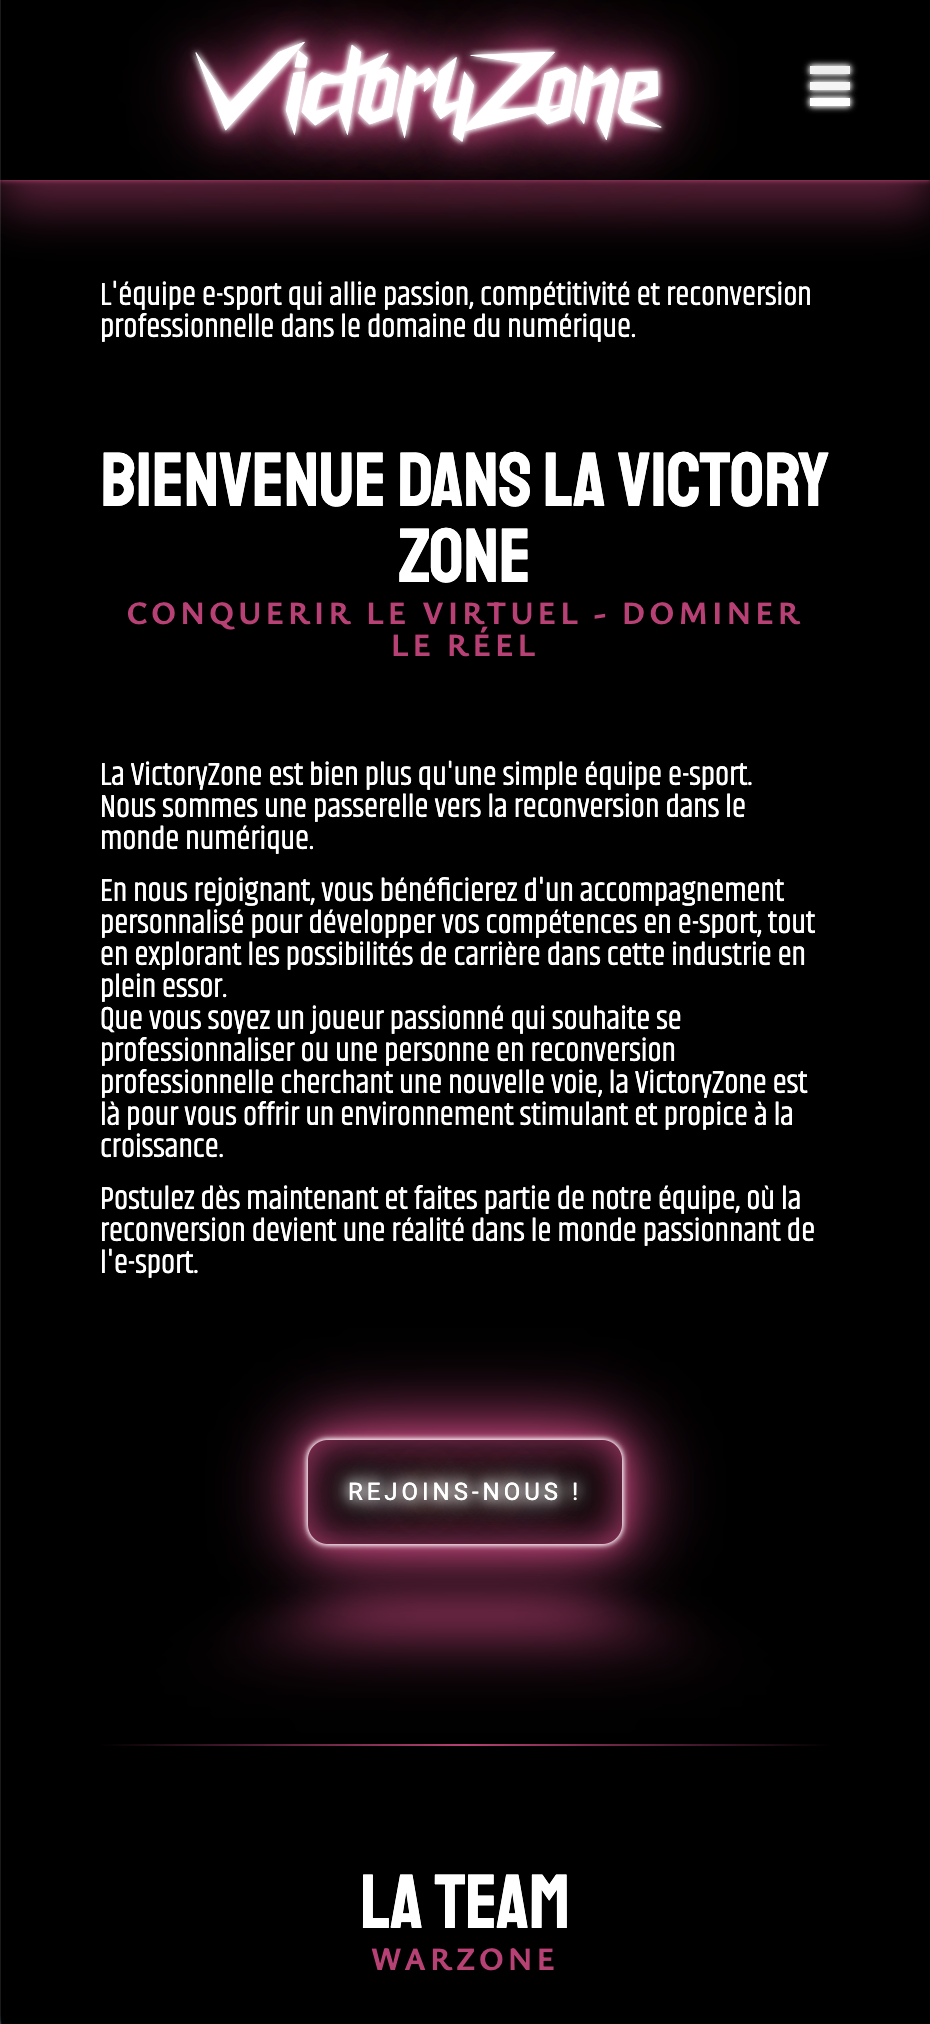 VictoryZone
L'équipe e-sport qui allie passion, compétitivité et reconversion
professionnelle dans le domaine du numérique.
BIENVENUE DANS LA VICTORY
ZONE
CONQUERIR LE VIRTUEL - DOMINER
LE RÉEL
La VictoryZone est bien plus qu'une simple équipe e-sport.
Nous sommes une passerelle vers la reconversion dans le
monde numérique.
En nous rejoignant, vous bénéficierez d'un accompagnement
personnalisé pour développer vos compétences en e-sport, tout
en explorant les possibilités de carrière dans cette industrie en
plein essor.
Que vous soyez un joueur passionné qui souhaite se
professionnaliser ou une personne en reconversion
professionnelle cherchant une nouvelle voie, la VictoryZone est
là pour vous offrir un environnement stimulant et propice à la
croissance.
Postulez dès maintenant et faites partie de notre équipe, où la
reconversion devient une réalité dans le monde passionnant de
l'e-sport.
REJOINS-NOUS !
LA TEAM
WARZONE